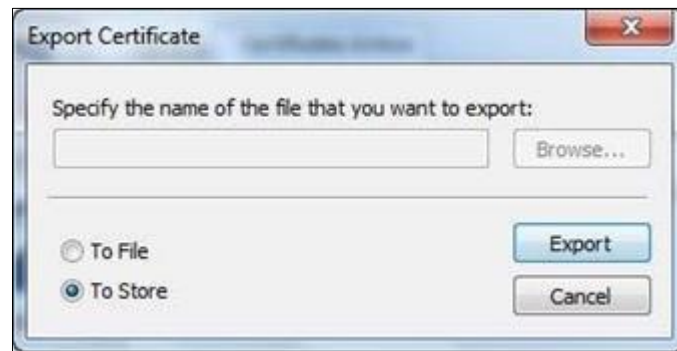 Export Certificate
Specify the name of the file that you want to export:
Browse...
To File
Export
To Store
Cancel